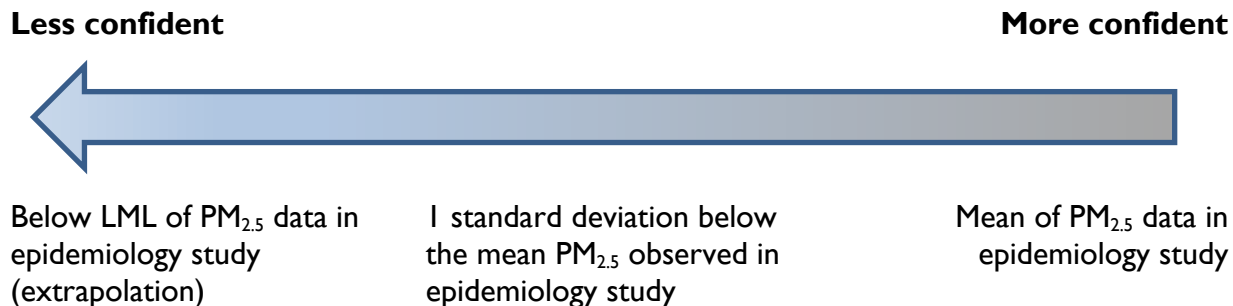 Less confident
More confident
Below LML of PM2.5 data in
epidemiology study
(extrapolation)
1 standard deviation below
the mean PM2.5 observed in
epidemiology study
Mean of PM2.5 data in
epidemiology study